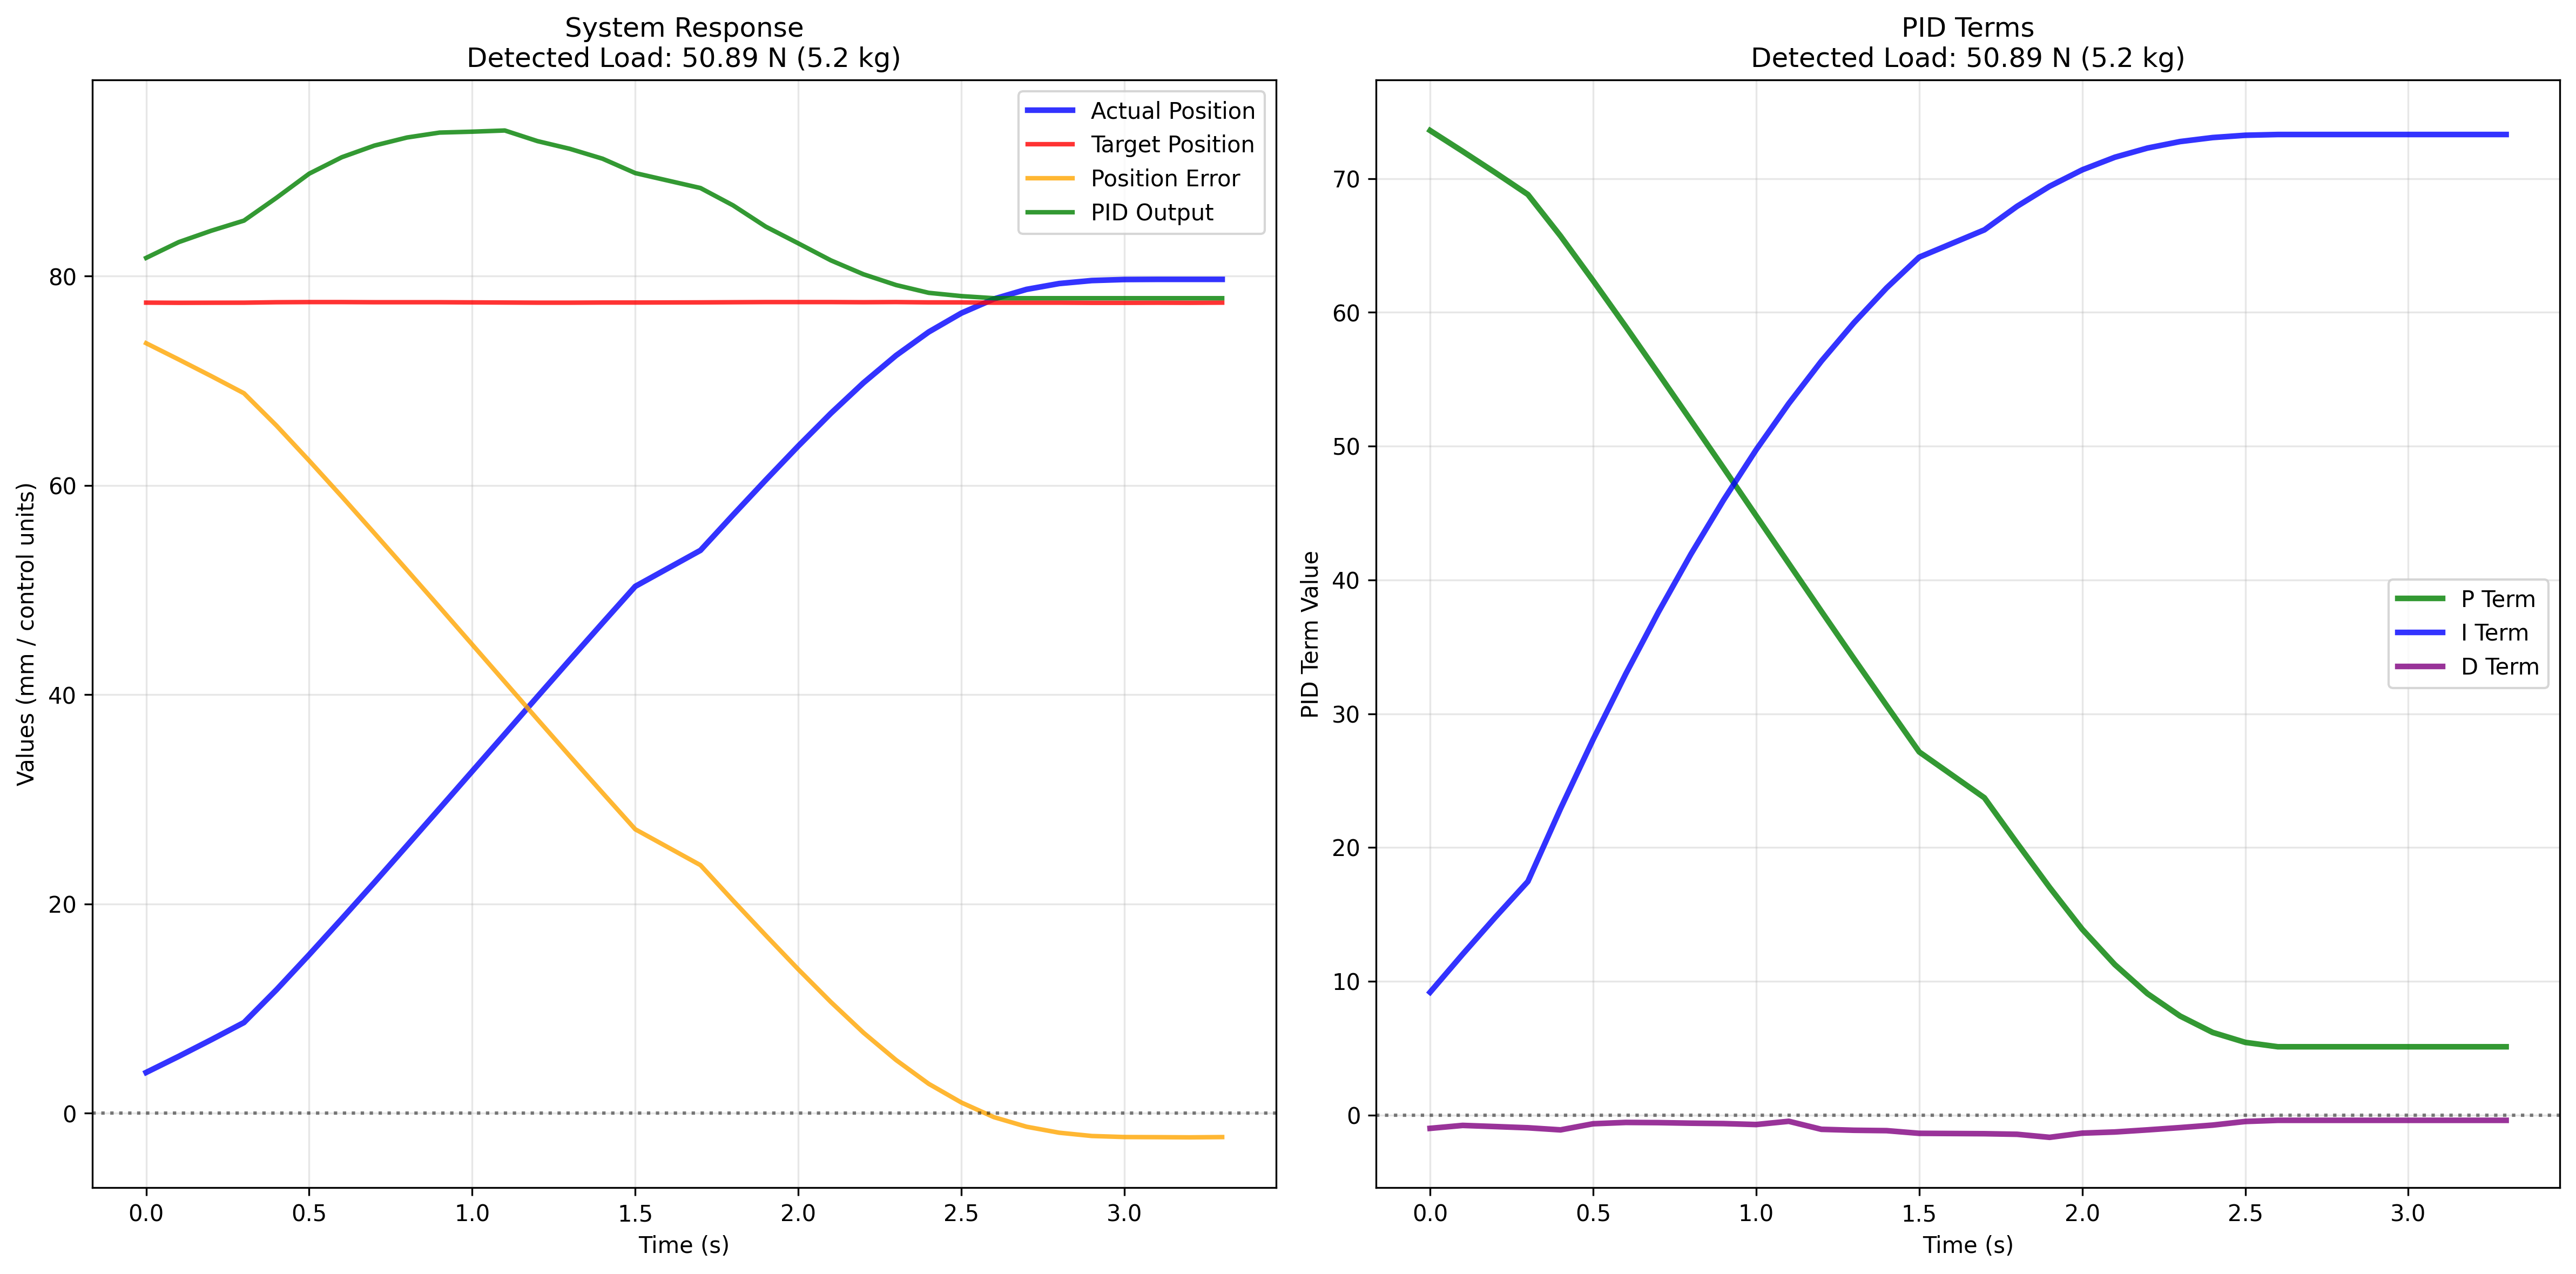 System Response
Detected Load: 50.89 N (5.2 kg)
Values (mm / control units)
80
60
40
20
0
0.0 0.5 1.0 1.5 2.0 2.5 3.0
Time (s)
Actual Position
Target Position
Position Error
PID Output
PID Terms
Detected Load: 50.89 N (5.2 kg)
PID Term Value
70
60
50
40
30
20
10
0
0.0 0.5 1.0 1.5 2.0 2.5 3.0
Time (s)
P Term
I Term
D Term